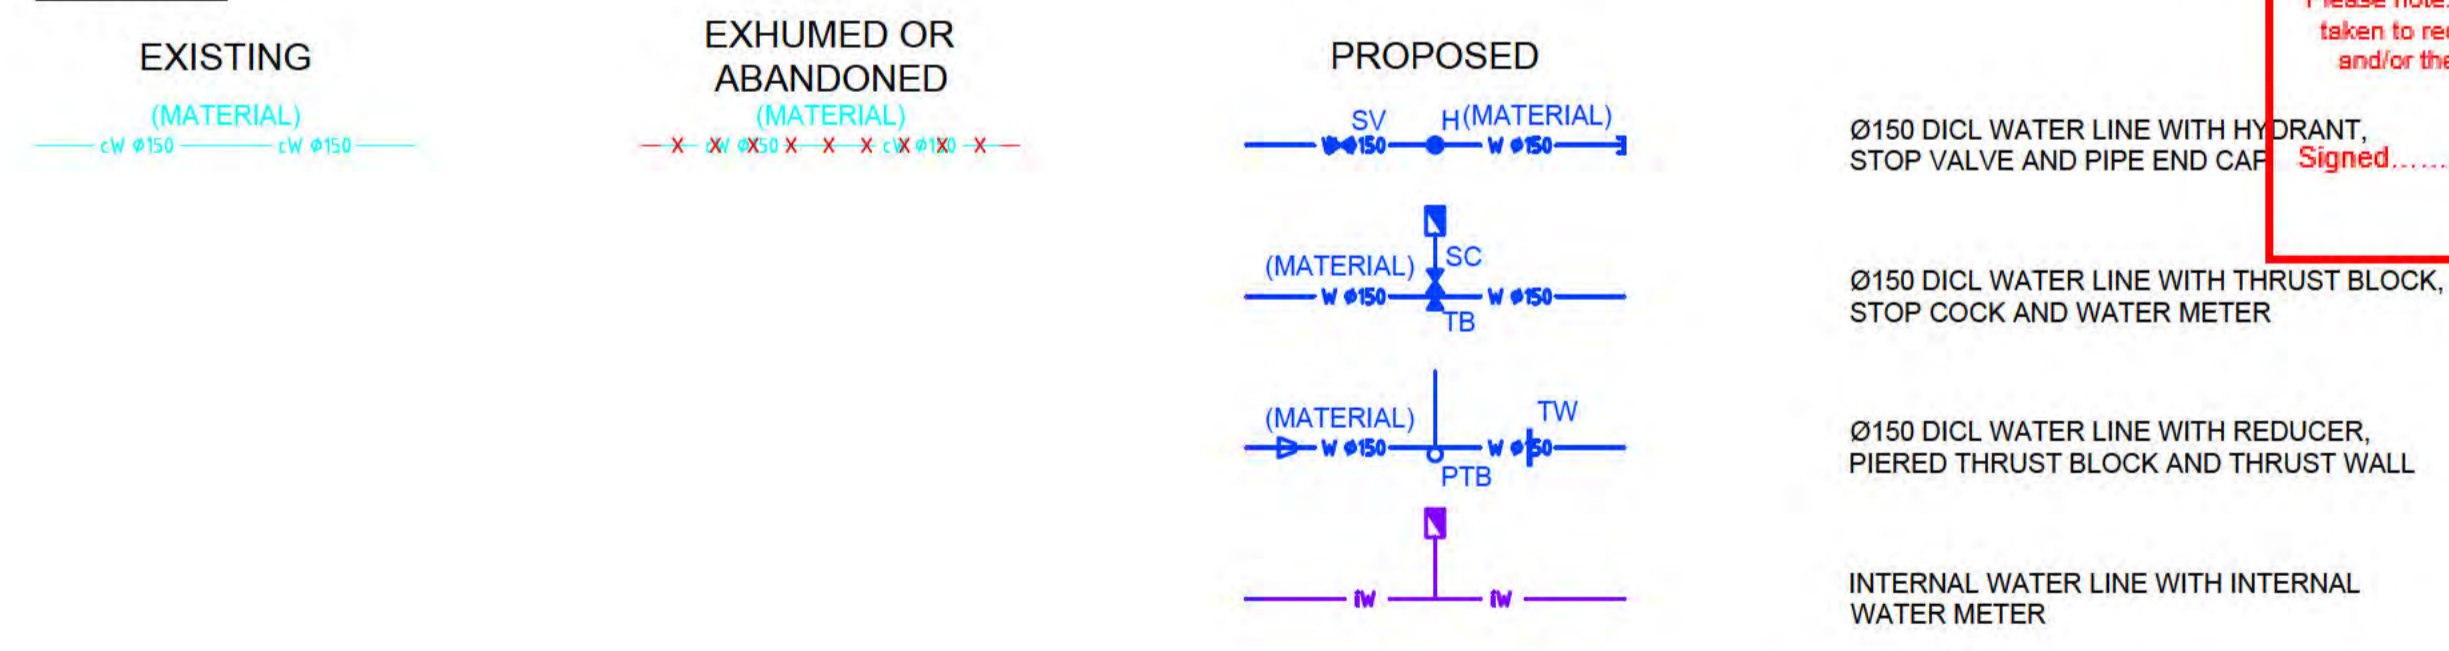 EXISTING
(MATERIAL)
cW Ø150 cW Ø150
EXHUMED OR
ABANDONED
(MATERIAL)
X X X X X X X X X
PROPOSED
SV H (MATERIAL)
W Ø150
Ø150 DICL WATER LINE WITH HYDRANT,
STOP VALVE AND PIPE END CAP
(MATERIAL) SC
W Ø150 W Ø150
TB
Ø150 DICL WATER LINE WITH THRUST BLOCK,
STOP COCK AND WATER METER
(MATERIAL) TW
W Ø150 W Ø150
PTB
Ø150 DICL WATER LINE WITH REDUCER,
PIERED THRUST BLOCK AND THRUST WALL
iW iW
INTERNAL WATER LINE WITH INTERNAL
WATER METER
Please note
taken to
and/or the
Signed......